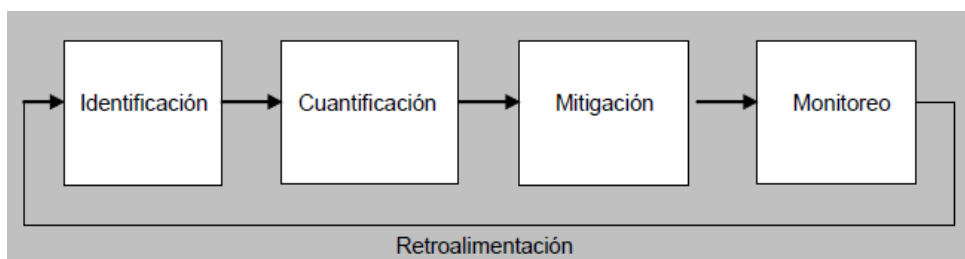 Identificación
Cuantificación
Mitigación
Monitoreo
Retroalimentación